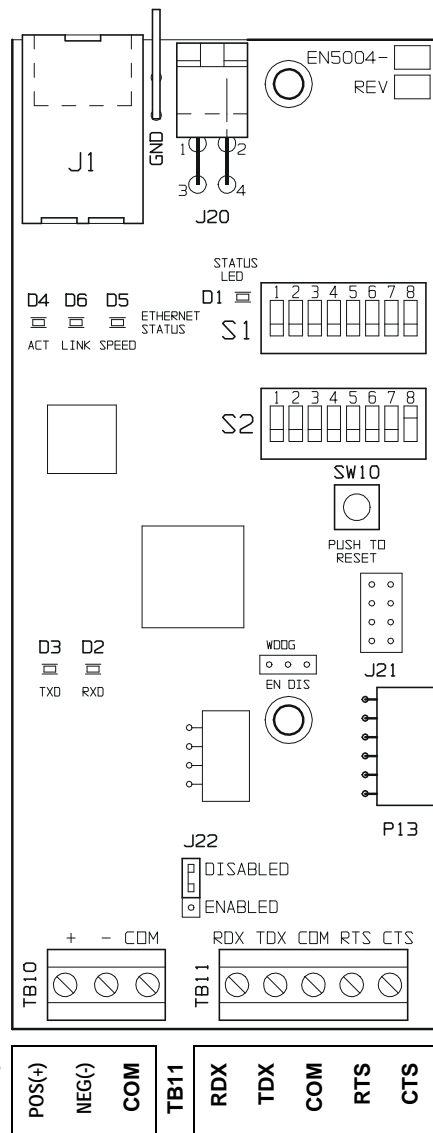 EN5004-
REV
J1
GND
1 2
3 4
J20
STATUS
LED
D1
D4 D6 D5
ETHERNET
STATUS
ACT LINK SPEED
S1
1 2 3 4 5 6 7 8
S2
1 2 3 4 5 6 7 8
SW10
PUSH TO
RESET
J21
D3 D2
TXD RXD
WDOG
EN DIS
P13
J22
DISABLED
ENABLED
+ - COM
TB10
RDX TDX COM RTS CTS
TB11
POS(+) NEG(-) COM TB11 RDX TDX COM RTS CTS